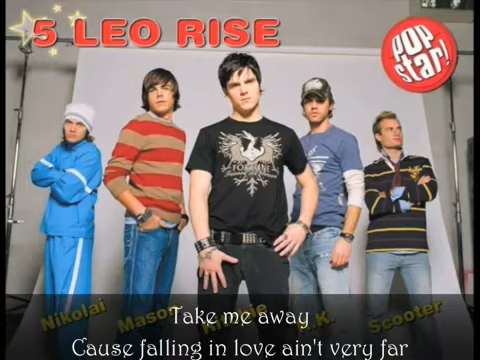 5 LEO RISE
POP
star!
Nikolai
Mason
Scooter
Take me away
Cause falling in love ain't very far